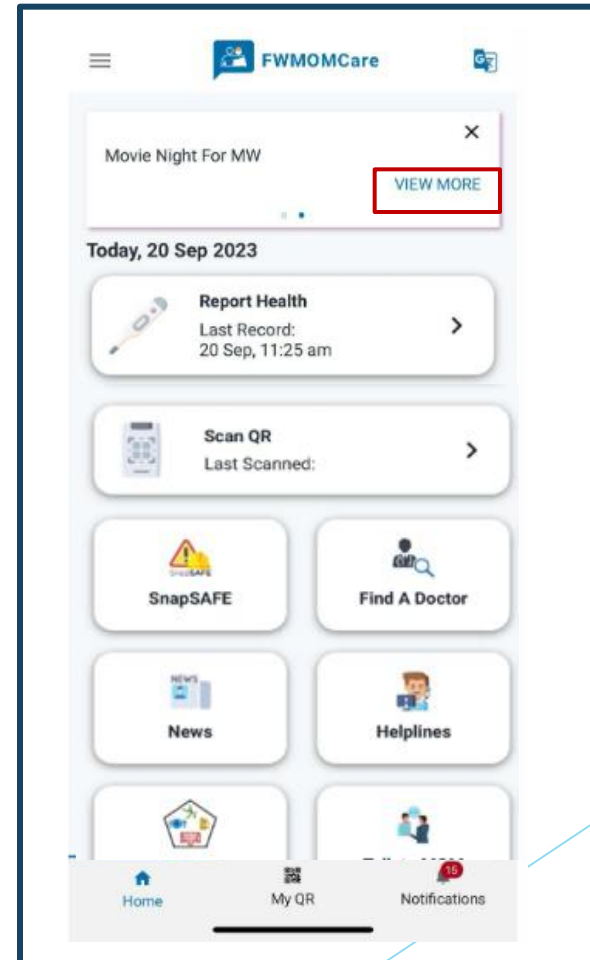 FWMOMCare
Movie Night For MW
VIEW MORE
Today, 20 Sep 2023
Report Health
Last Record:
20 Sep, 11:25 am
Scan QR
Last Scanned:
SnapSAFE
Find A Doctor
NEWS
News
Helplines
15
Home
My QR
Notifications